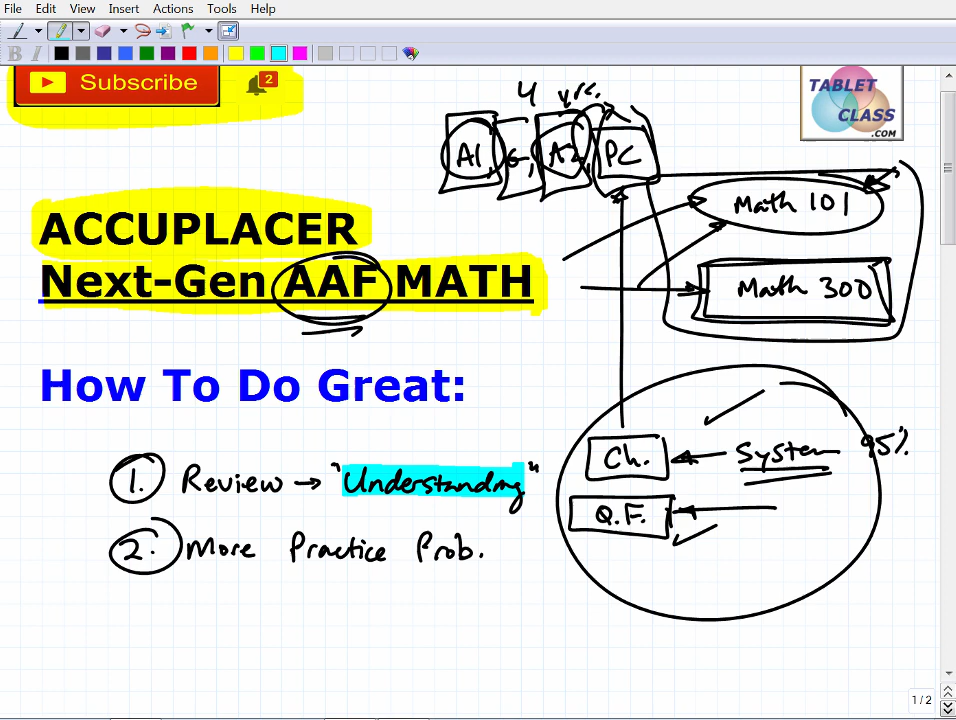 File Edit View Insert Actions Tools Help
B I
Subscribe 2
TABLET
CLASS
.COM
4 yrs.
A1, G, A2, PC
Math 101
ACCUPLACER
Next-Gen AAF MATH
Math 300
How To Do Great:
Ch. System 95%
1. Review → "Understanding"
Q.F.
2. More Practice Prob.
1 / 2